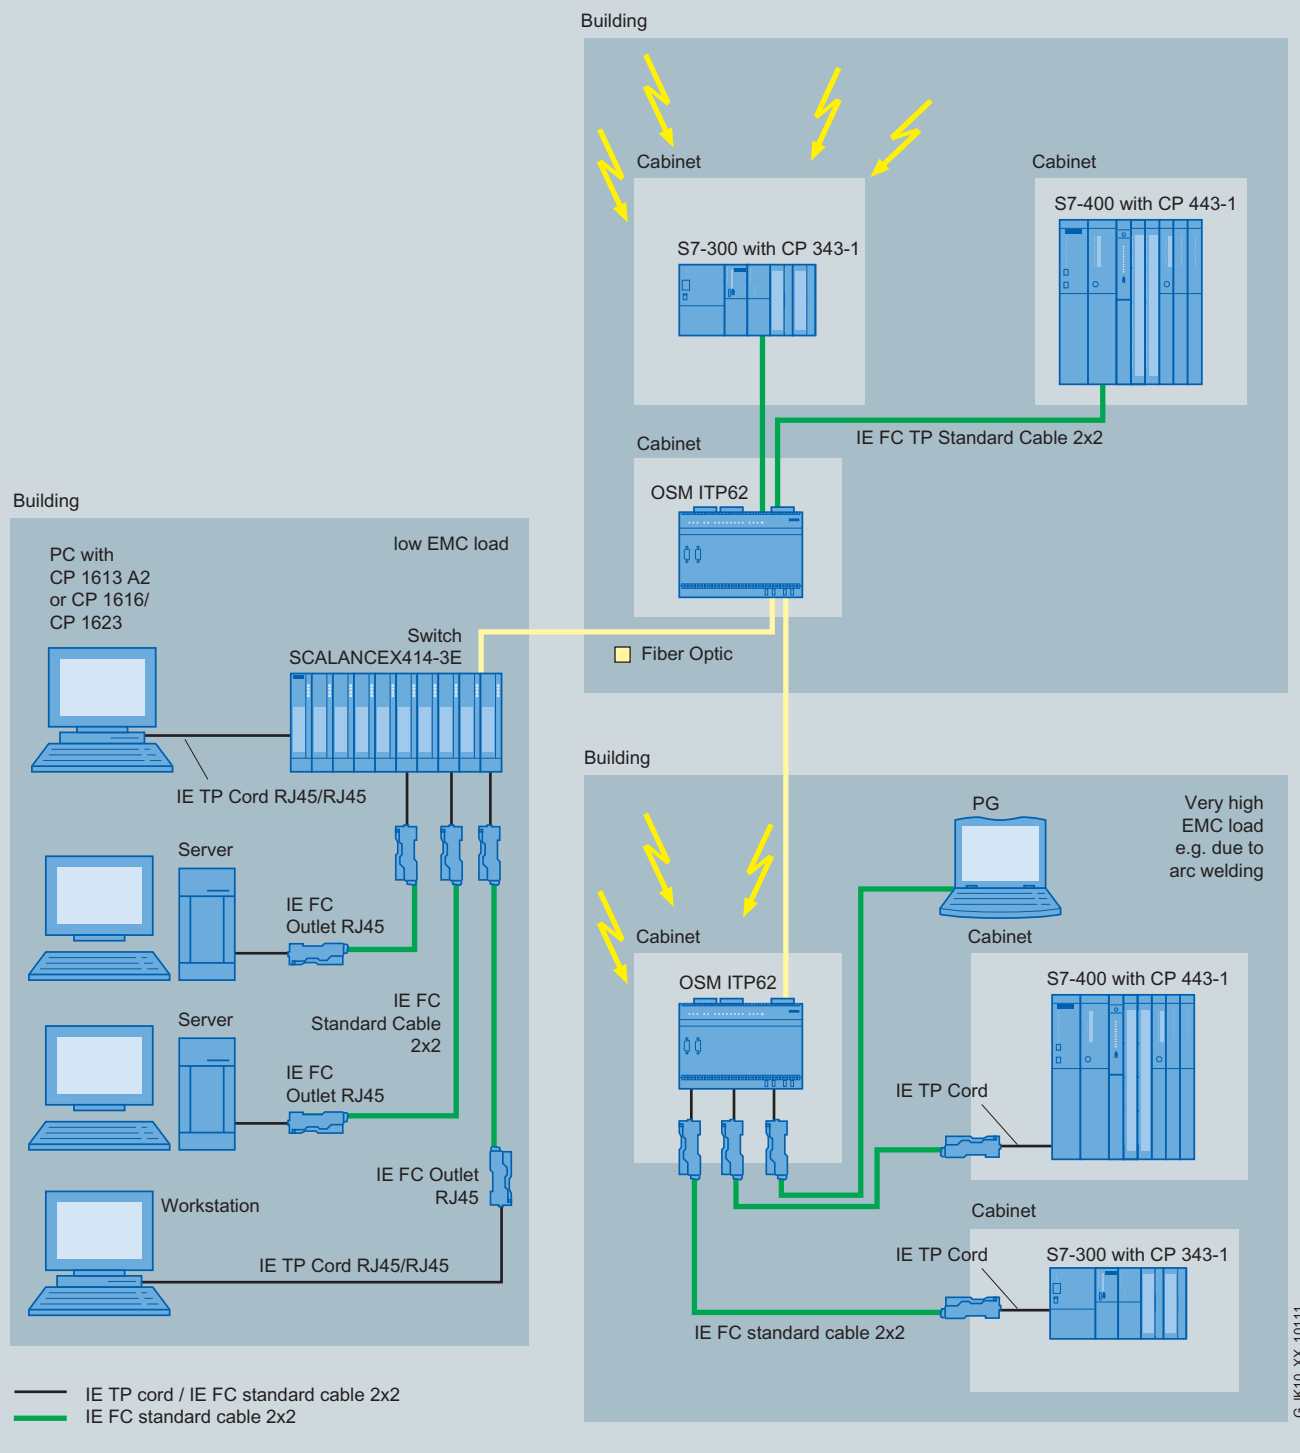 Building
Cabinet
S7-300 with CP 343-1
Cabinet
S7-400 with CP 443-1
IE FC TP Standard Cable 2x2
Cabinet
OSM ITP62
Fiber Optic
Building
low EMC load
PC with
CP 1613 A2
or CP 1616/
CP 1623
Switch
SCALANCEX414-3E
IE TP Cord RJ45/RJ45
Server
IE FC
Outlet RJ45
IE FC
Standard Cable
2x2
Server
IE FC
Outlet RJ45
IE FC Outlet
RJ45
Workstation
IE TP Cord RJ45/RJ45
Building
PG
Very high
EMC load
e.g. due to
arc welding
Cabinet
OSM ITP62
Cabinet
S7-400 with CP 443-1
IE TP Cord
Cabinet
IE TP Cord
S7-300 with CP 343-1
IE FC standard cable 2x2
IE TP cord / IE FC standard cable 2x2
IE FC standard cable 2x2
G_IK10_XX_10111